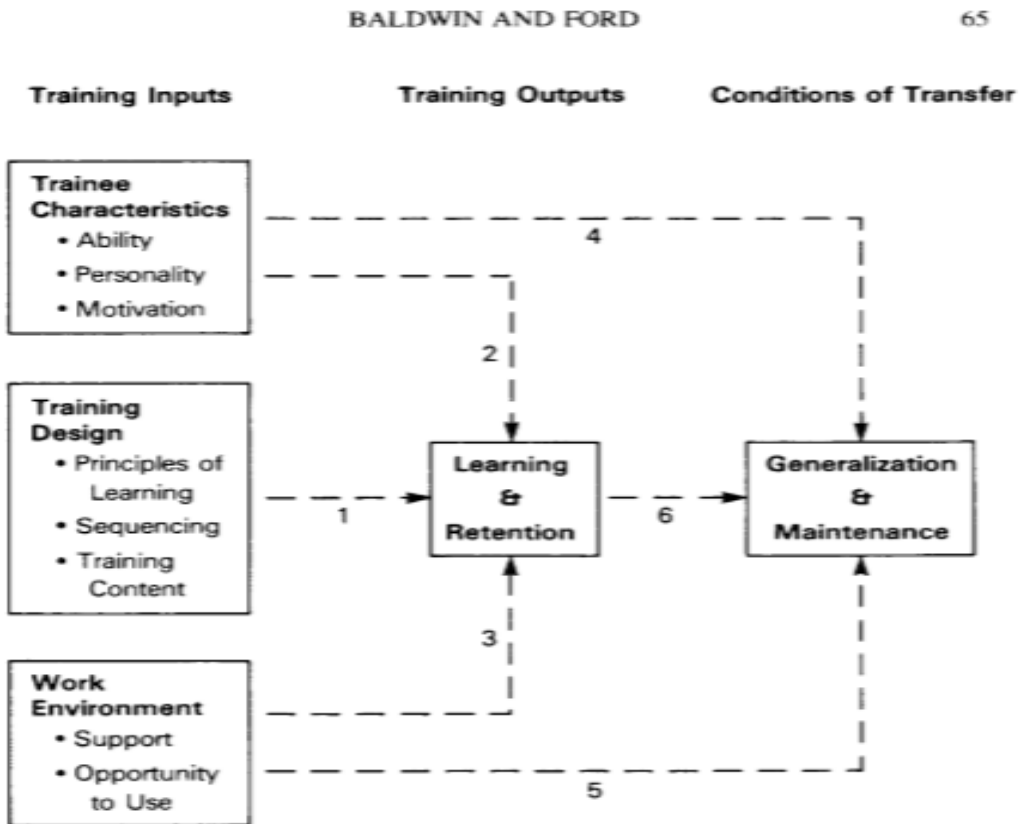 BALDWIN AND FORD 65
Training Inputs Training Outputs Conditions of Transfer
Trainee
Characteristics
• Ability
• Personality
• Motivation
4
2
Training
Design
• Principles of
Learning
• Sequencing
• Training
Content
1
Learning
&
Retention
6
Generalization
&
Maintenance
3
Work
Environment
• Support
• Opportunity
to Use
5